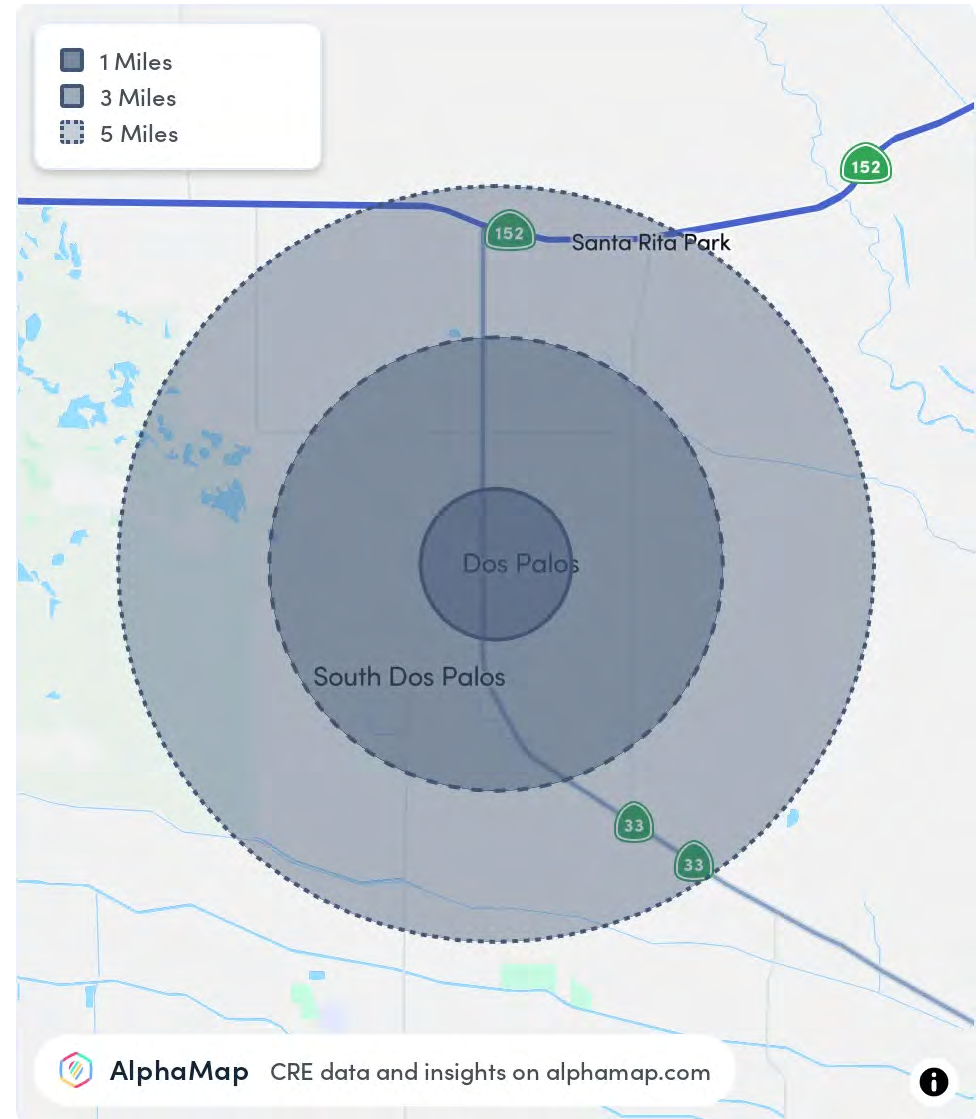 1 Miles
3 Miles
5 Miles
152
152
Santa Rita Park
Dos Palos
South Dos Palos
33
33
AlphaMap CRE data and insights on alphamap.com